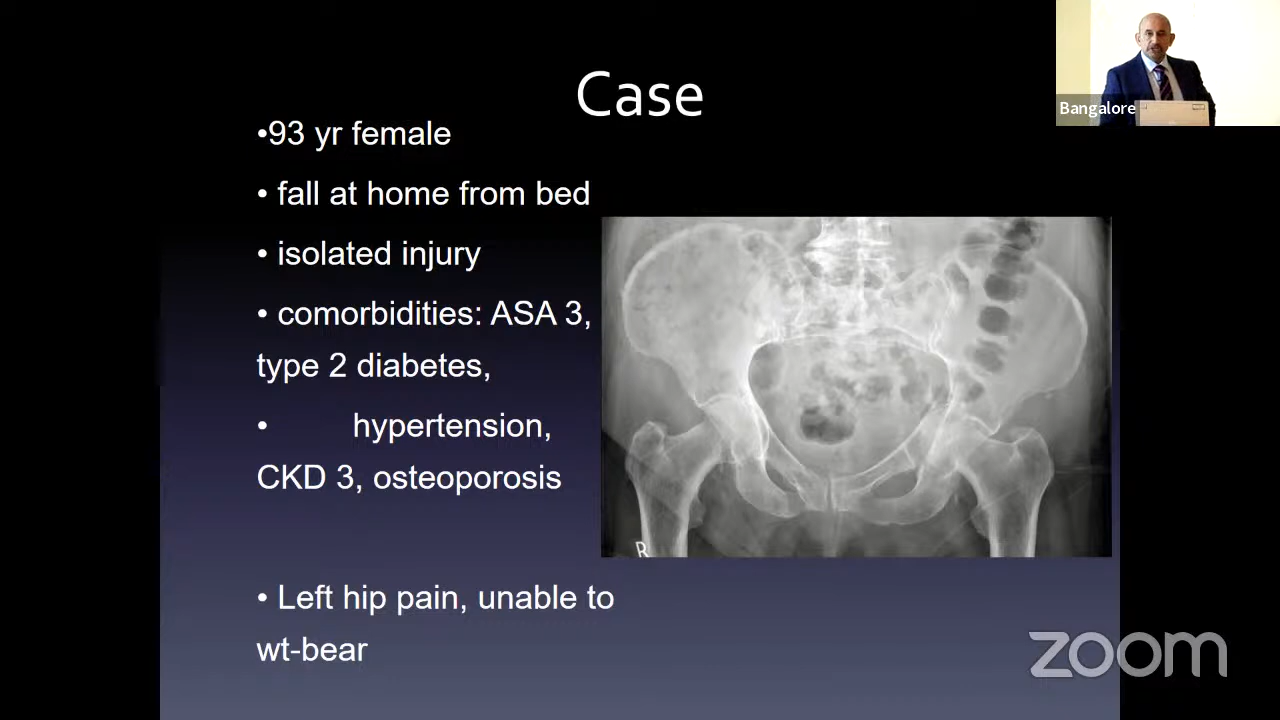 Case
•93 yr female
• fall at home from bed
• isolated injury
• comorbidities: ASA 3,
type 2 diabetes,
• hypertension,
CKD 3, osteoporosis
• Left hip pain, unable to
wt-bear
R
Bangalore
zoom